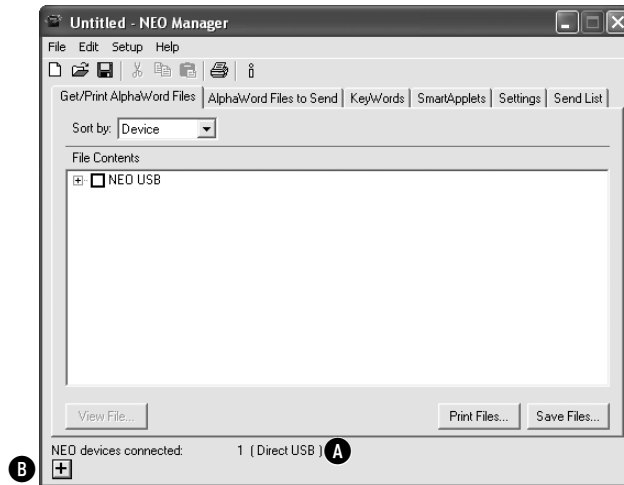 Untitled - NEO Manager
File Edit Setup Help
Get/Print AlphaWord Files AlphaWord Files to Send KeyWords SmartApplets Settings Send List
Sort by: Device
File Contents
NEO USB
View File... Print Files... Save Files...
NEO devices connected: 1 ( Direct USB ) A
B